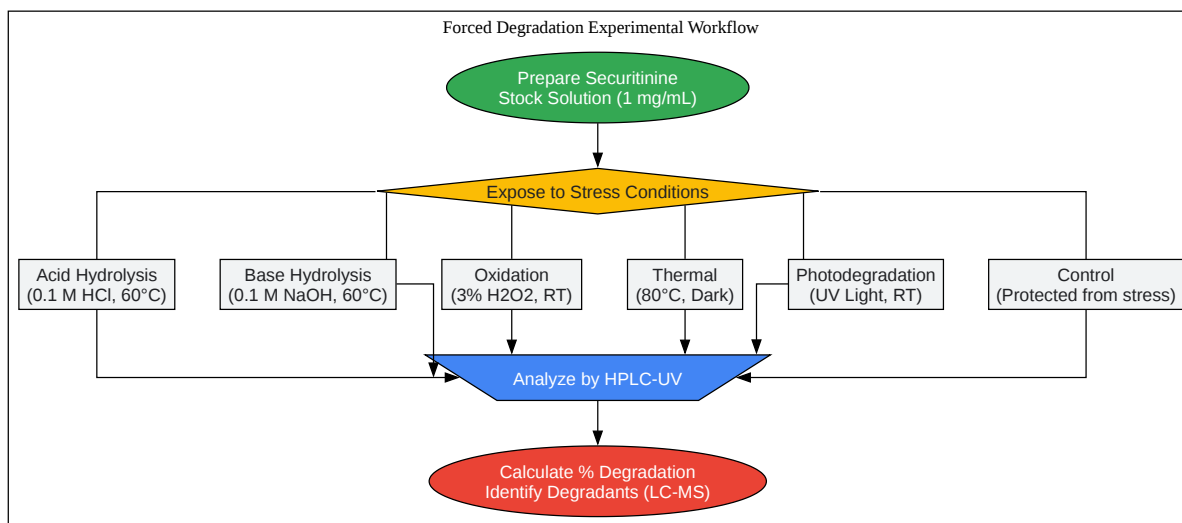 Forced Degradation Experimental Workflow
Prepare Securitinine
Stock Solution (1 mg/mL)
Expose to Stress Conditions
Acid Hydrolysis
(0.1 M HCl, 60°C)
Base Hydrolysis
(0.1 M NaOH, 60°C)
Oxidation
(3% H2O2, RT)
Thermal
(80°C, Dark)
Photodegradation
(UV Light, RT)
Control
(Protected from stress)
Analyze by HPLC-UV
Calculate % Degradation
Identify Degradants (LC-MS)